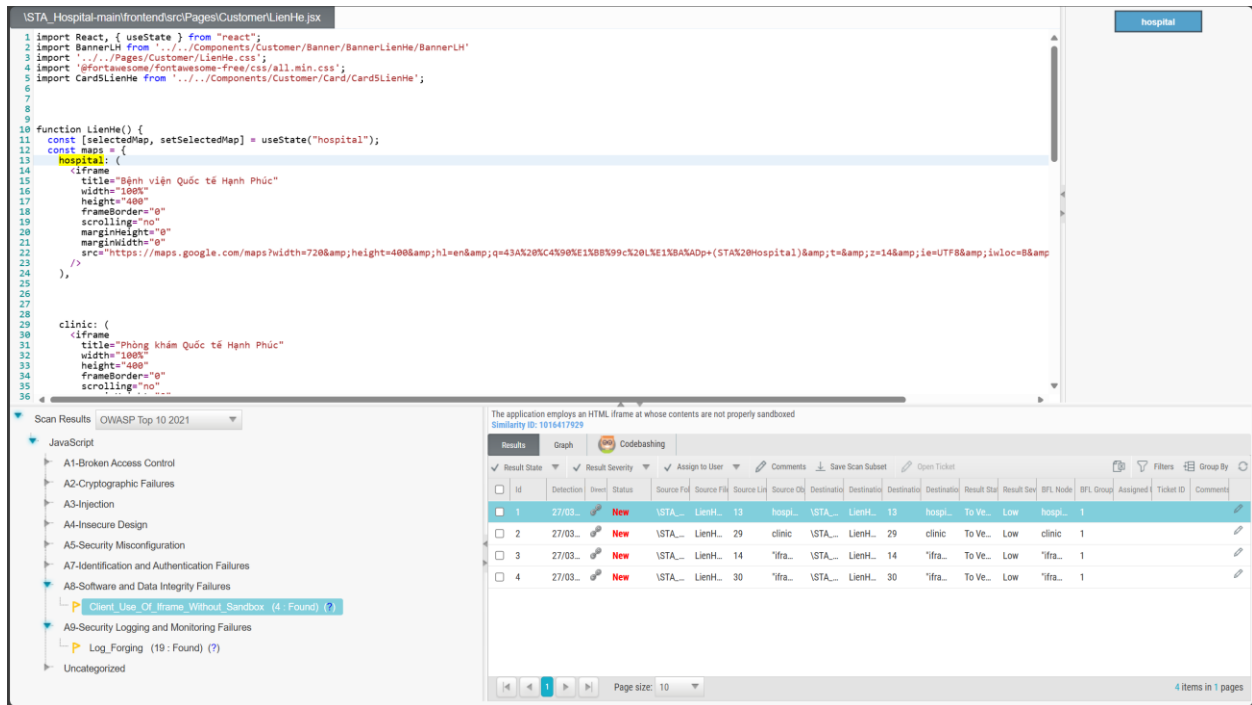 \STA_Hospital-main\frontend\src\Pages\Customer\LienHe.jsx
hospital
1 import React, { useState } from "react";
2 import BannerLH from '../../Components/Customer/Banner/BannerLienHe/BannerLH'
3 import '../../Pages/Customer/LienHe.css';
4 import '@fortawesome/fontawesome-free/css/all.min.css';
5 import Card5LienHe from '../../Components/Customer/Card/Card5LienHe';
6
7
8
9
10 function LienHe() {
11 const [selectedMap, setSelectedMap] = useState("hospital");
12 const maps = {
13 hospital: (
14 <iframe
15 title="Bệnh viện Quốc tế Hạnh Phúc"
16 width="100%"
17 height="400"
18 frameBorder="0"
19 scrolling="no"
20 marginHeight="0"
21 marginWidth="0"
22 src="https://maps.google.com/maps?width=720&amp;height=400&amp;hl=en&amp;q=43A%20%C4%90%E1%BB%99c%20L%E1%BA%ADp+(STA%20Hospital)&amp;t=&amp;z=14&amp;ie=UTF8&amp;iwloc=B&amp
23 />
24 ),
25
26
27
28
29 clinic: (
30 <iframe
31 title="Phòng khám Quốc tế Hạnh Phúc"
32 width="100%"
33 height="400"
34 frameBorder="0"
35 scrolling="no"
36
Scan Results OWASP Top 10 2021
JavaScript
A1-Broken Access Control
A2-Cryptographic Failures
A3-Injection
A4-Insecure Design
A5-Security Misconfiguration
A7-Identification and Authentication Failures
A8-Software and Data Integrity Failures
Client_Use_Of_Iframe_Without_Sandbox (4 : Found) (?)
A9-Security Logging and Monitoring Failures
Log_Forging (19 : Found) (?)
Uncategorized
The application employs an HTML iframe at whose contents are not properly sandboxed
Similarity ID: 1016417929
Results Graph Codebashing
Result State Result Severity Assign to User Comments Save Scan Subset Open Ticket Filters Group By
Id Detection Direct Status Source Fol Source Fil Source Lin Source Ob Destinatio Destinatio Destinatio Destinatio Result Sta Result Sev BFL Node BFL Group Assigned Ticket ID Comments
1 27/03... New \STA_... LienH... 13 hospi... \STA_... LienH... 13 hospi... To Ve... Low hospi... 1
2 27/03... New \STA_... LienH... 29 clinic \STA_... LienH... 29 clinic To Ve... Low clinic 1
3 27/03... New \STA_... LienH... 14 "ifra... \STA_... LienH... 14 "ifra... To Ve... Low "ifra... 1
4 27/03... New \STA_... LienH... 30 "ifra... \STA_... LienH... 30 "ifra... To Ve... Low "ifra... 1
1 Page size: 10 4 items in 1 pages